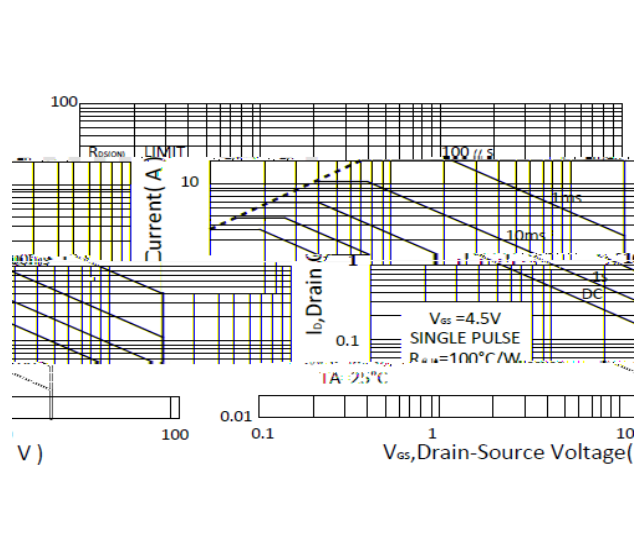 100
RDS(ON) LIMIT
100 μs
Current( A )
10
1ms
10ms
1
ID,Drain (
1s
DC
VGS =4.5V
SINGLE PULSE
0.1
=100°C/W
TA=25°C
0.01
100
0.1
1
10
V )
VGS,Drain-Source Voltage(